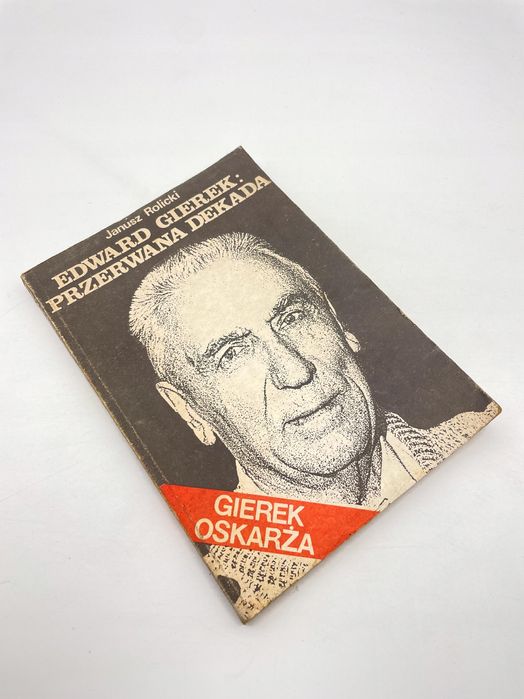 Janusz Rolicki
EDWARD GIEREK:
PRZERWANA DEKADA
GIEREK
OSKARŻA